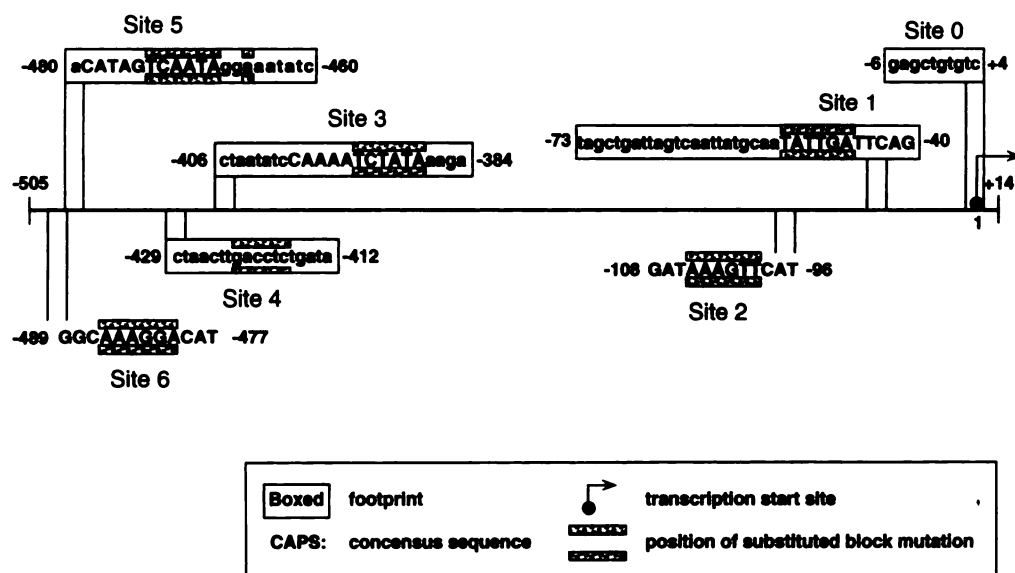 Site 5
-480 aCATAGTCAATAggaaatatc -460
Site 0
-6 gagctgtgtc +4
Site 3
-406 ctaatatcCAAAATCTATAaaga -384
Site 1
-73 tagctgattagtcaattatgcaaTATTGATTCAG -40
-505
+14
1
-429 ctaacttgacctctgata -412
Site 4
-106 GATAAAGTTCAT -96
Site 2
-489 GGCAAAGGACAT -477
Site 6
Boxed footprint
transcription start site
CAPS: concensus sequence
position of substituted block mutation